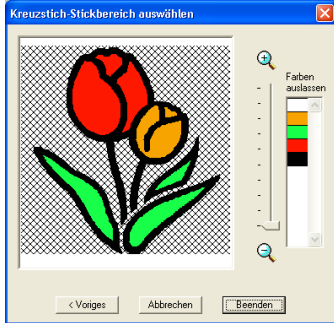 Kreuzstich-Stickbereich auswählen
Farben
auslassen
< Voriges
Abbrechen
Beenden